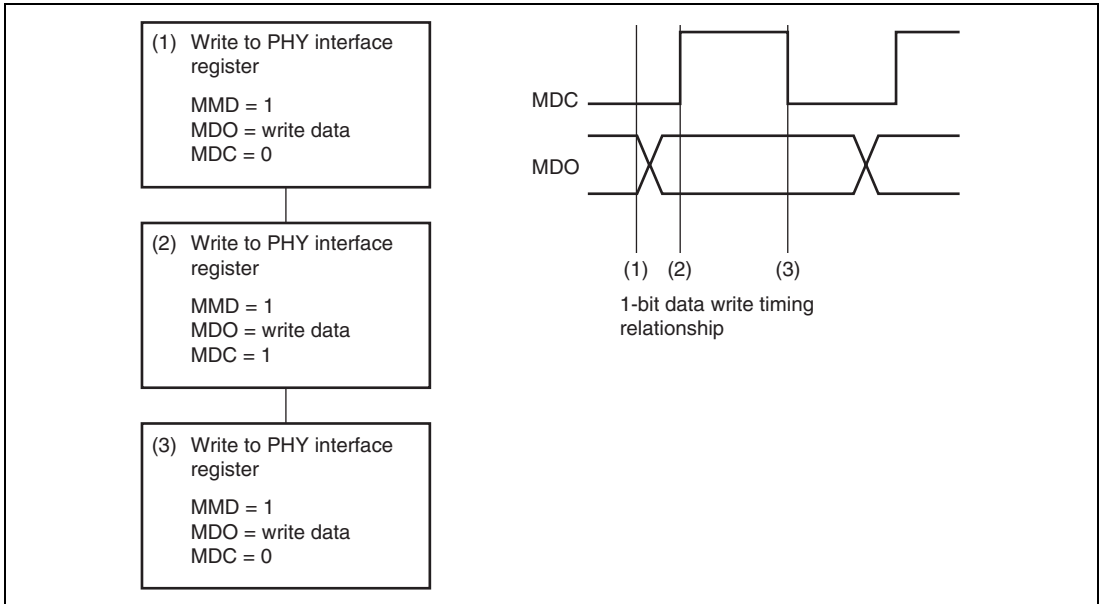 (1) Write to PHY interface
register
MMD = 1
MDO = write data
MDC = 0
(2) Write to PHY interface
register
MMD = 1
MDO = write data
MDC = 1
(3) Write to PHY interface
register
MMD = 1
MDO = write data
MDC = 0
MDC
MDO
(1) (2) (3)
1-bit data write timing
relationship